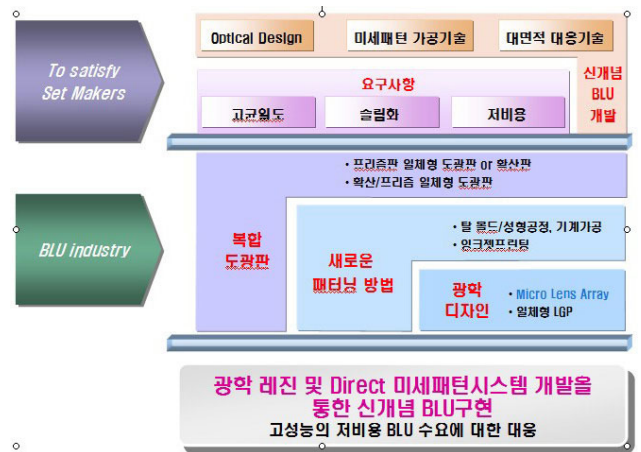 To satisfy
Set Makers
Optical Design
미세패턴 가공기술
대면적 대응기술
요구사항
고균일도
슬림화
저비용
신개념
BLU
개발
BLU industry
• 프리즘판 일체형 도광판 or 확산판
• 확산/프리즘 일체형 도광판
복합
도광판
새로운
패터닝 방법
• 탈 몰드/성형공정, 기계가공
• 잉크젯프린팅
광학
디자인
• Micro Lens Array
• 일체형 LGP
광학 레진 및 Direct 미세패턴시스템 개발을
통한 신개념 BLU구현
고성능의 저비용 BLU 수요에 대한 대응